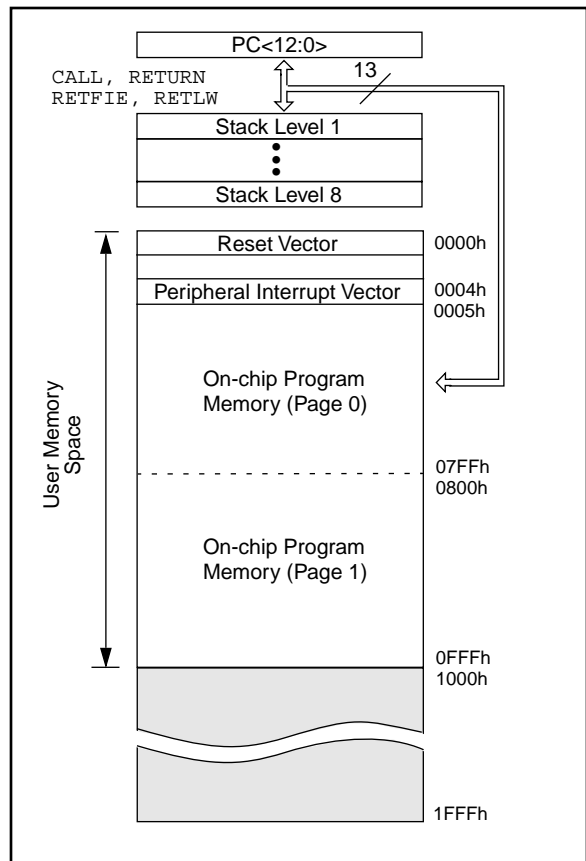 PC<12:0>
CALL, RETURN
RETFIE, RETLW
13
Stack Level 1
Stack Level 8
Reset Vector
0000h
Peripheral Interrupt Vector
0004h
0005h
On-chip Program
Memory (Page 0)
User Memory
Space
07FFh
0800h
On-chip Program
Memory (Page 1)
0FFFh
1000h
1FFFh